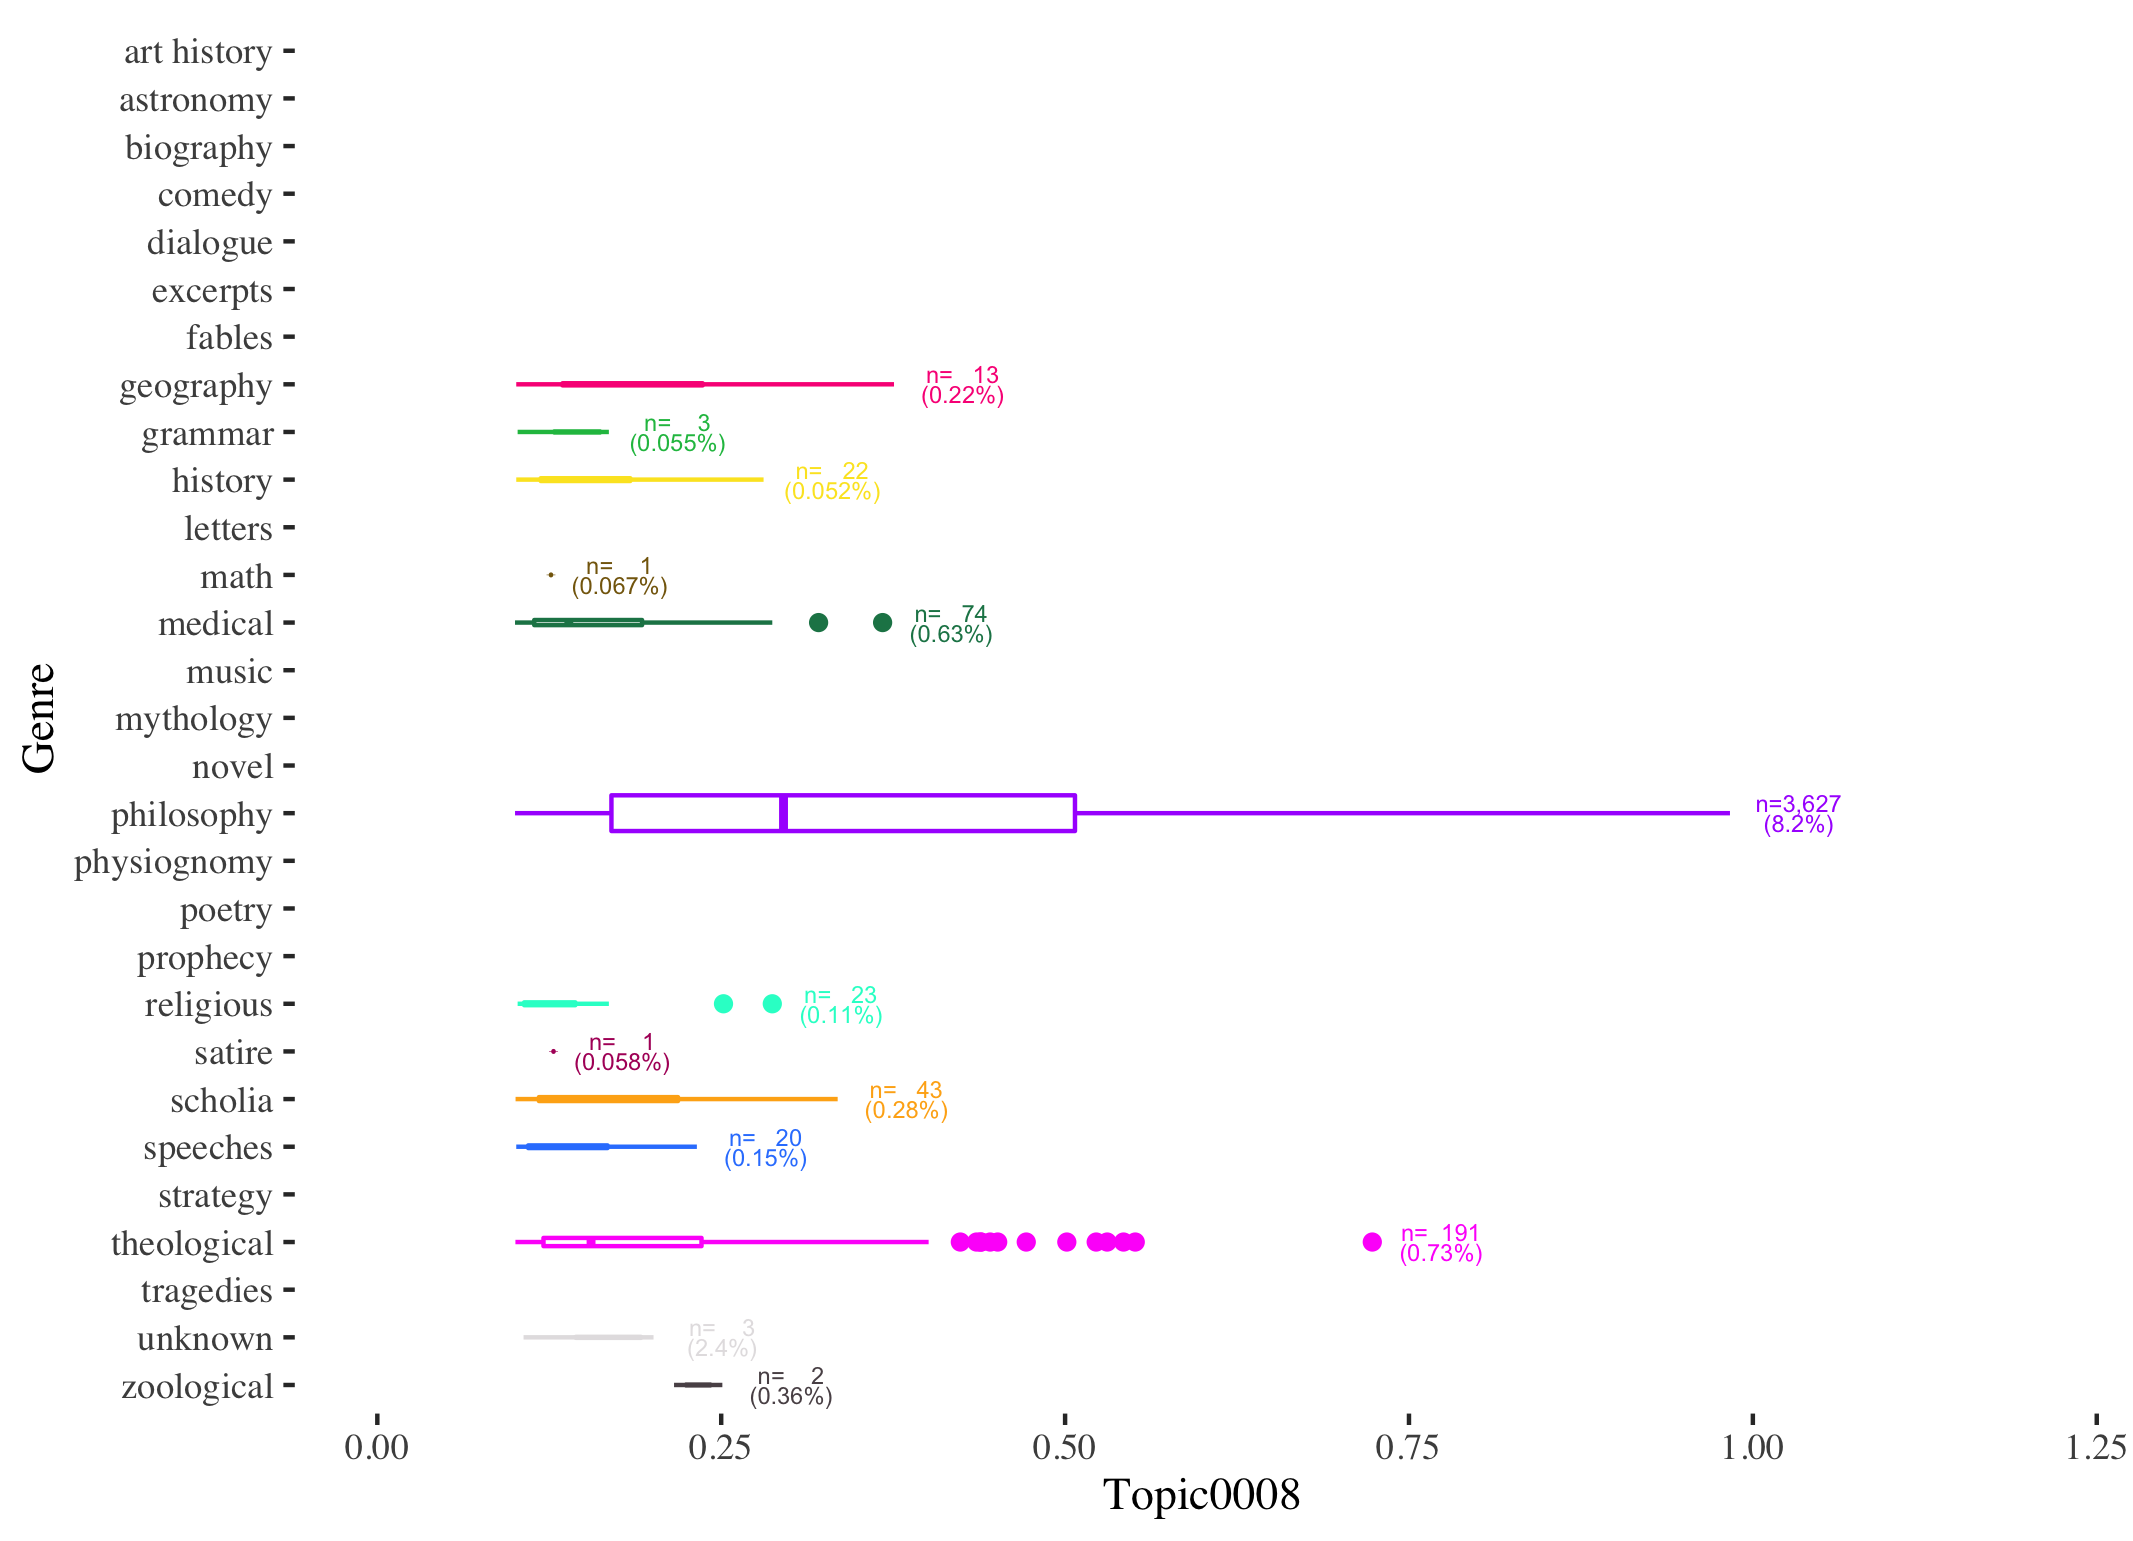 art history
astronomy
biography
comedy
dialogue
excerpts
fables
geography
n= 13
(0.22%)
grammar
n= 3
(0.055%)
history
n= 22
(0.052%)
letters
math
n= 1
(0.067%)
medical
n= 74
(0.63%)
music
mythology
novel
philosophy
n=3,627
(8.2%)
physiognomy
poetry
prophecy
religious
n= 23
(0.11%)
satire
n= 1
(0.058%)
scholia
n= 43
(0.28%)
speeches
n= 20
(0.15%)
strategy
theological
n= 191
(0.73%)
tragedies
unknown
n= 3
(2.4%)
zoological
n= 2
(0.36%)
Genre
0.00 0.25 0.50 0.75 1.00 1.25
Topic0008